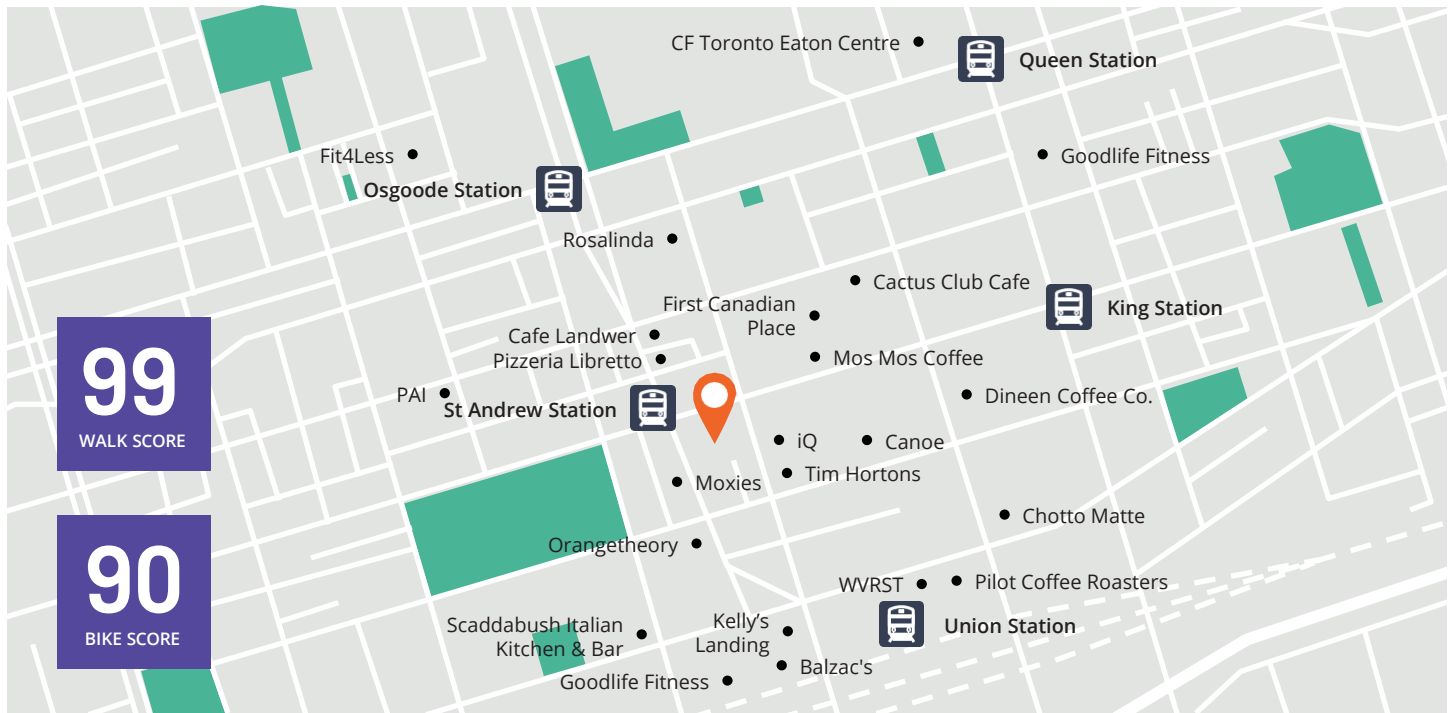 CF Toronto Eaton Centre
Queen Station
Fit4Less
Goodlife Fitness
Osgoode Station
Rosalinda
Cactus Club Cafe
First Canadian
Place
King Station
Cafe Landwer
Pizzeria Libretto
Mos Mos Coffee
99
WALK SCORE
PAI
St Andrew Station
Dineen Coffee Co.
iQ
Canoe
Tim Hortons
Moxies
Chotto Matte
Orangetheory
90
BIKE SCORE
WVRST
Pilot Coffee Roasters
Scaddabush Italian
Kitchen & Bar
Kelly’s
Landing
Union Station
Balzac's
Goodlife Fitness